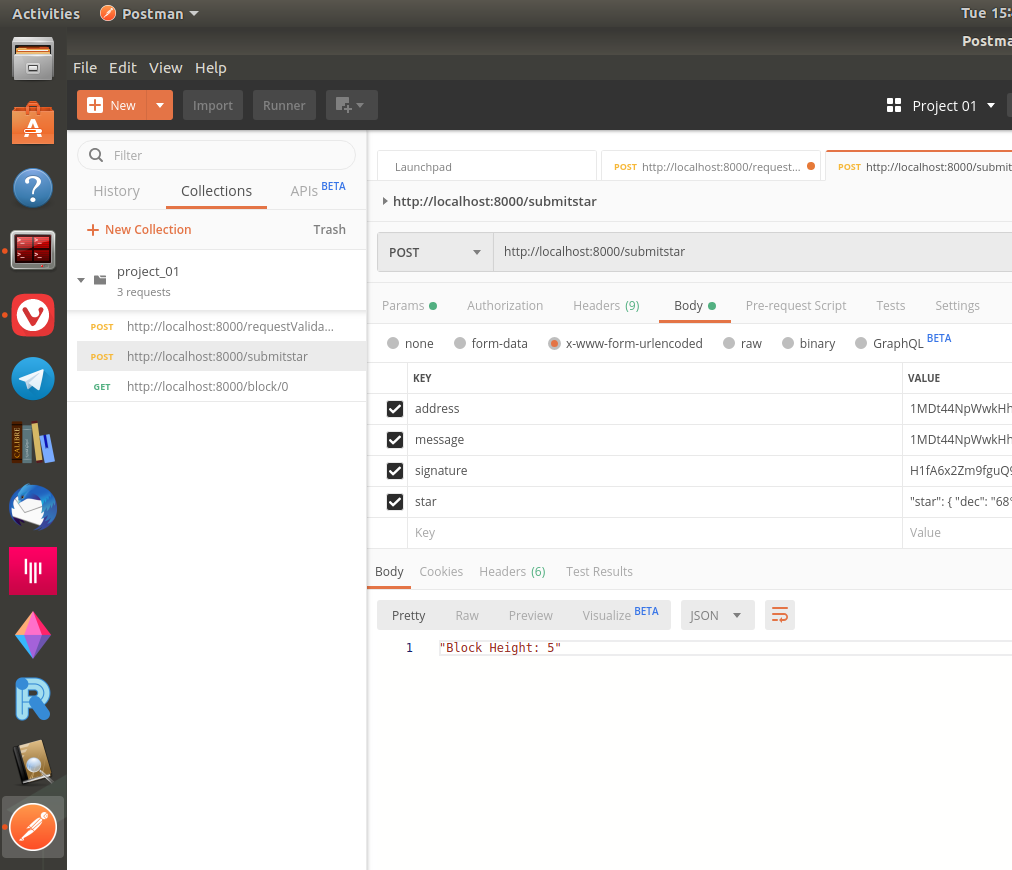 Activities Postman Tue 15:
Postma
File Edit View Help
New Import Runner Project 01
Filter
History Collections APIs BETA
New Collection Trash
project_01
3 requests
POST http://localhost:8000/requestValida...
POST http://localhost:8000/submitstar
GET http://localhost:8000/block/0
Launchpad POST http://localhost:8000/request... POST http://localhost:8000/submit
http://localhost:8000/submitstar
POST http://localhost:8000/submitstar
Params Authorization Headers (9) Body Pre-request Script Tests Settings
none form-data x-www-form-urlencoded raw binary GraphQL BETA
KEY VALUE
address 1MDt44NpWwkHh
message 1MDt44NpWwkHh
signature H1fA6x2Zm9fguQ9
star "star": { "dec": "68°
Key Value
Body Cookies Headers (6) Test Results
Pretty Raw Preview Visualize BETA JSON
1 "Block Height: 5"
CALIBRE